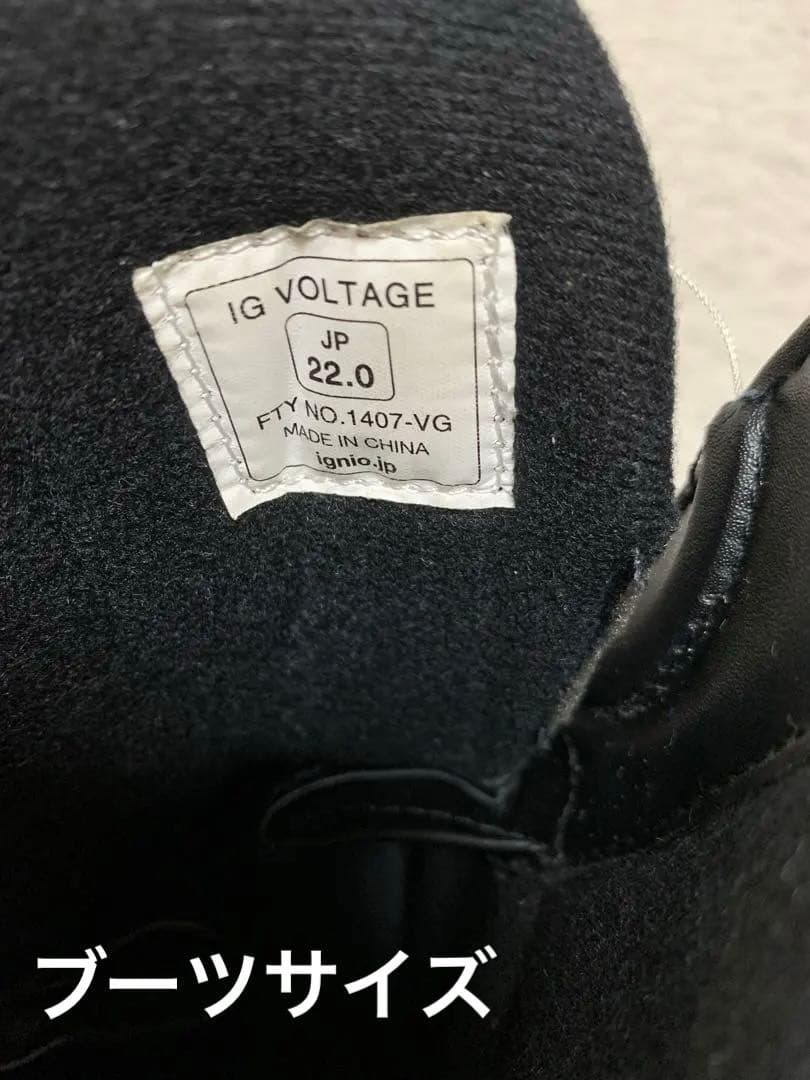 IG VOLTAGE
JP
22.0
FTY NO.1407-VG
MADE IN CHINA
ignio.jp
ブーツサイズ